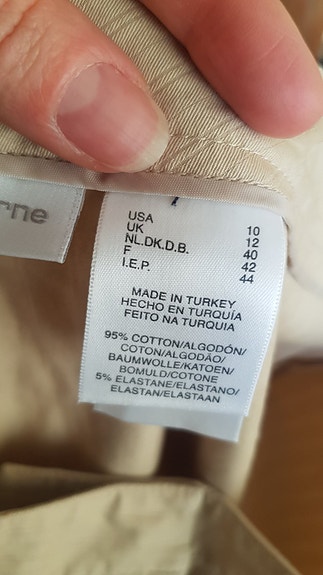 USA 10
UK 12
NL.DK.D.B. 40
F 42
I.E.P. 44
MADE IN TURKEY
HECHO EN TURQUÍA
FEITO NA TURQUIA
95% COTTON/ALGODÓN/
COTON/ALGODÃO/
BAUMWOLLE/KATOEN/
BOMULD/COTONE
5% ELASTANE/ELASTANO/
ELASTAN/ELASTAAN